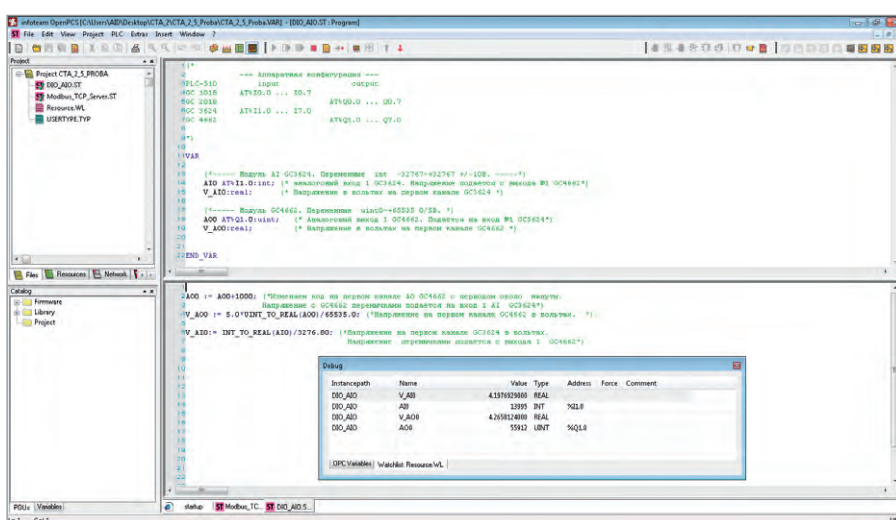 infoteam OpenPCS [C:\Users\AID\Desktop\CTA_2\CTA_2_5_Proba\CTA_2_5_Proba.VAR] - [DIO_AIO.ST : Program]
File Edit View Project PLC Extras Insert Window ?
Project
Project CTA_2_5_PROBA
DIO_AIO.ST
Modbus_TCP_Server.ST
Resource.WL
USERTYPE.TYP
Files Resources Network
Catalog
Firmware
Library
Project
POUs Variables
(*
--- Аппаратная конфигурация ---
PLC-510 input output
GC 1018 AT%I0.0 ... I0.7
GC 2018 AT%Q0.0 ... Q0.7
GC 3624 AT%I1.0 ... I7.0
GC 4662 AT%Q1.0 ... Q7.0
*)
VAR
(*----- Модуль AI GC3624. Переменные int -32767-+32767 +/-10В. -----*)
AI0 AT%I1.0:int; (* аналоговый вход 1 GC3624. Напряжение подается с выхода №1 GC4662*)
V_AI0:real; (* Напряжение в вольтах на первом канале GC3624 *)
(*----- Модуль GC4662. Переменные uint0-+65535 0/5В. *)
AO0 AT%Q1.0:uint; (* Аналоговый выход 1 GC4662. Подается на вход №1 GC3624*)
V_AO0:real; (* Напряжение в вольтах на первом канале GC4662 *)
END_VAR
AO0 := AO0+1000; (*Изменяем код на первом канале AO GC4662 с периодом около минуты.
Напряжение с GC4662 перемычками подается на вход 1 AI GC3624*)
V_AO0 := 5.0*UINT_TO_REAL(AO0)/65535.0; (*Напряжение на первом канале GC4662 в вольтах. *)
V_AI0:= INT_TO_REAL(AI0)/3276.80; (*Напряжение на первом канале GC3624 в вольтах.
Напряжение перемычками подается с выхода 1 GC4662*)
Debug
Instancepath Name Value Type Address Force Comment
DIO_AIO V_AI0 4.1976929000 REAL
DIO_AIO AI0 13995 INT %I1.0
DIO_AIO V_AO0 4.2658124000 REAL
DIO_AIO AO0 55912 UINT %Q1.0
OPC Variables Watchlist: Resource.WL
startup ST Modbus_TC... ST DIO_AIO.S...